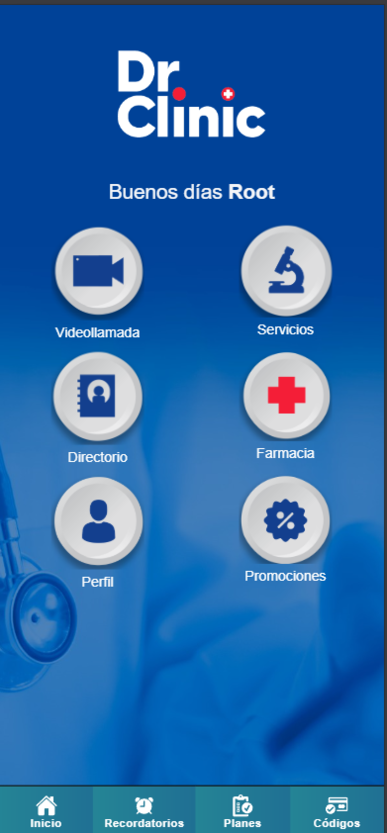 Dr.
Clinic
Buenos días Root
Videollamada
Servicios
Directorio
Farmacia
Perfil
Promociones
Inicio
Recordatorios
Planes
Códigos